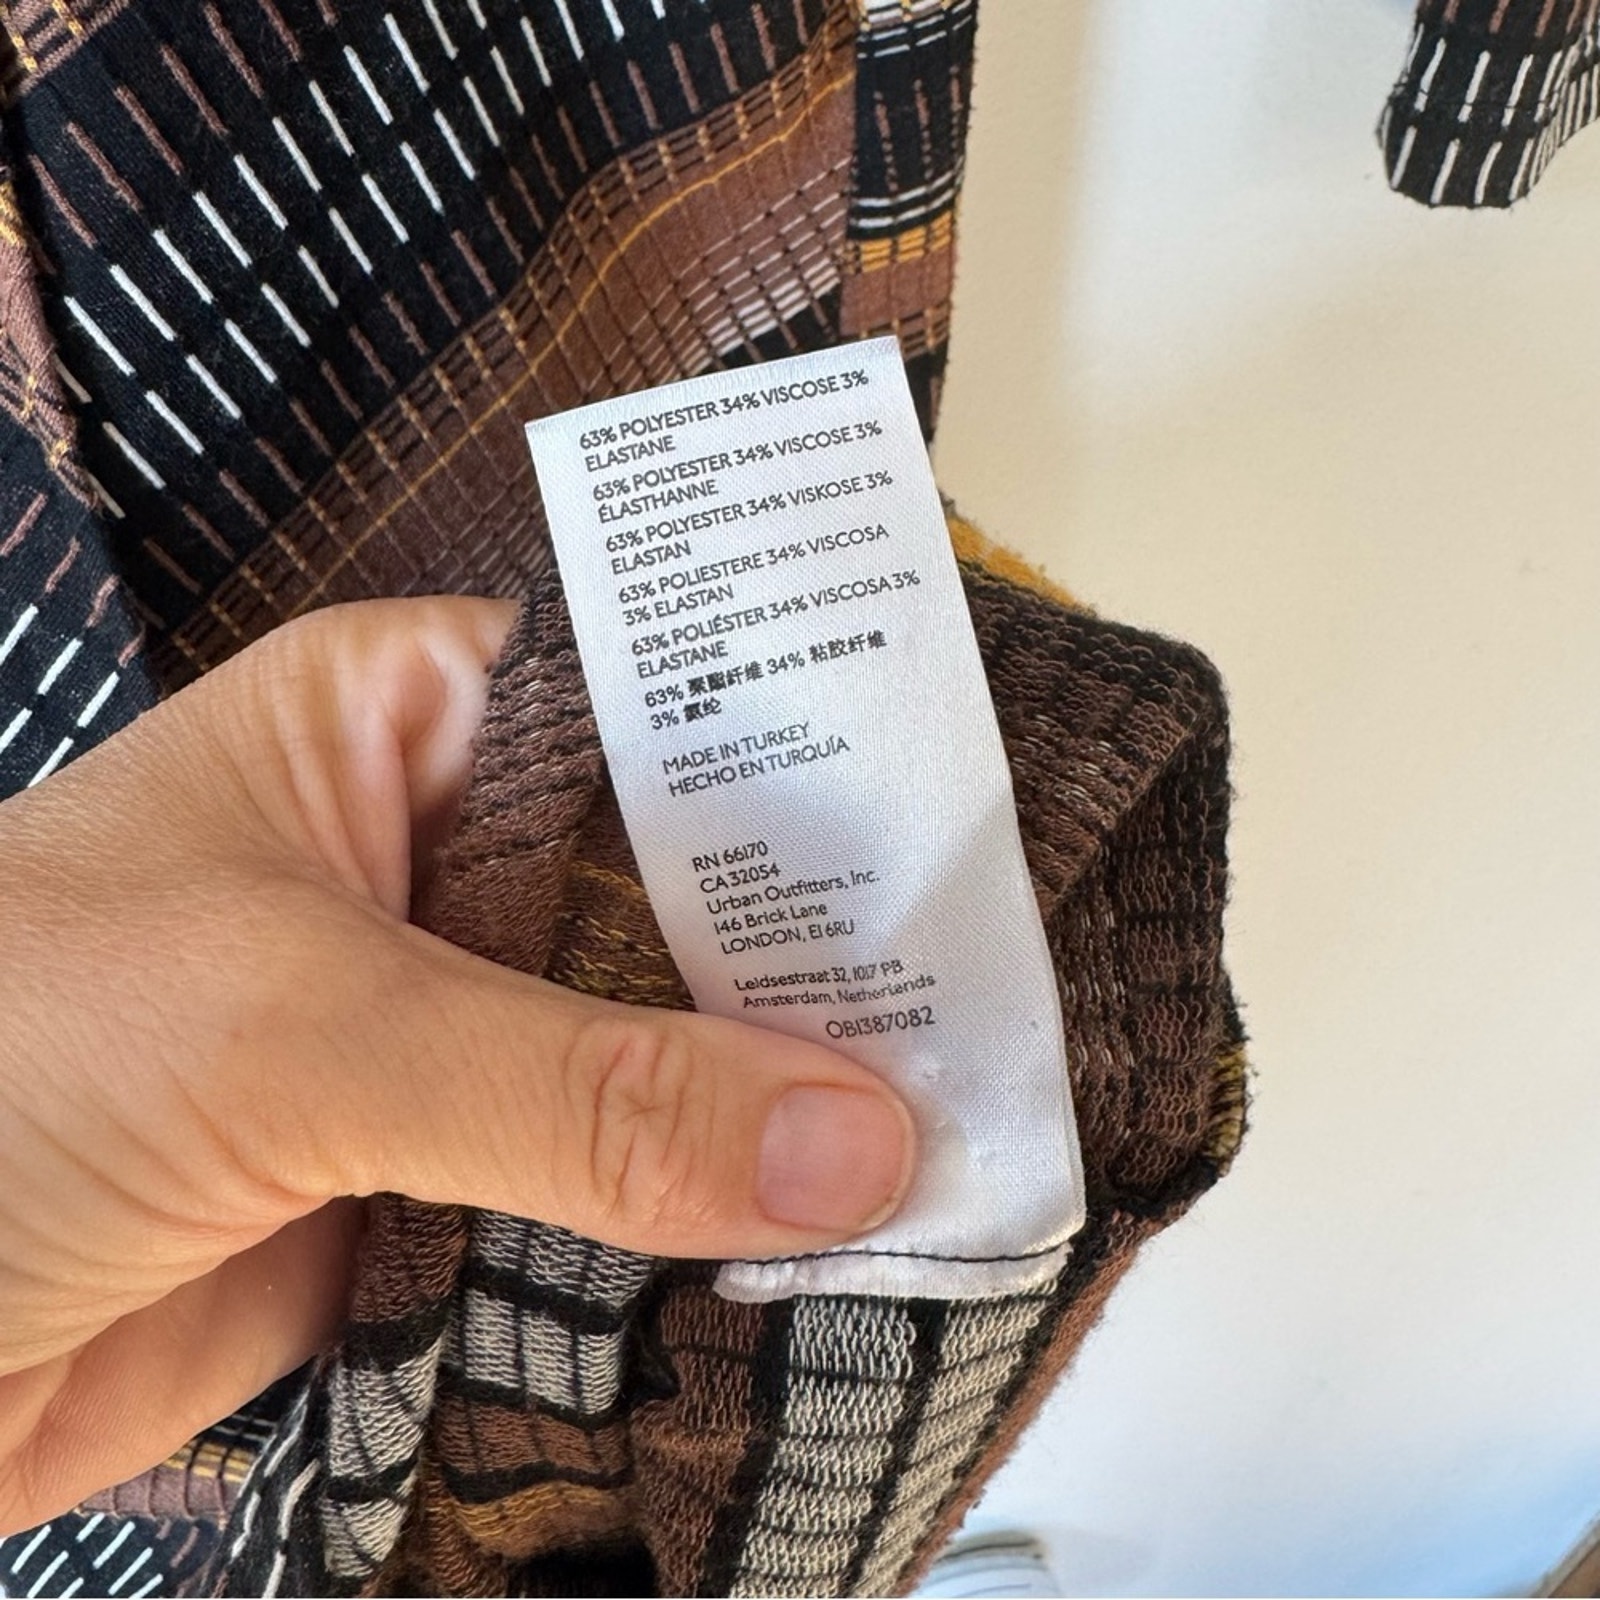 63% POLYESTER 34% VISCOSE 3%
ELASTANE
63% POLYESTER 34% VISCOSE 3%
ÉLASTHANNE
63% POLYESTER 34% VISKOSE 3%
ELASTAN
63% POLIESTERE 34% VISCOSA
3% ELASTAN
63% POLIÉSTER 34% VISCOSA 3%
ELASTANE
63% 聚酯纤维 34% 粘胶纤维
3% 氨纶
MADE IN TURKEY
HECHO EN TURQUÍA
RN 66170
CA 32054
Urban Outfitters, Inc.
146 Brick Lane
LONDON, E1 6RU
Leidsestraat 32, 1017 PB
Amsterdam, Netherlands
OB1387082